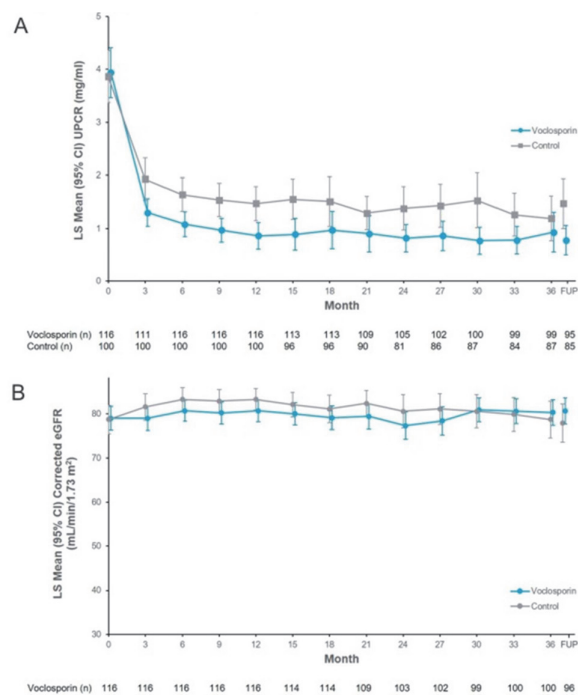 A
LS Mean (95% CI) UPCR (mg/ml)
5
4
3
2
1
0
Voclosporin
Control
0 3 6 9 12 15 18 21 24 27 30 33 36 FUP
Month
Voclosporin (n) 116 111 116 116 116 113 113 109 105 102 100 99 99 95
Control (n) 100 100 100 100 100 96 96 90 81 86 87 84 87 85
B
LS Mean (95% CI) Corrected eGFR
(mL/min/1.73 m²)
80
70
60
50
40
30
Voclosporin
Control
0 3 6 9 12 15 18 21 24 27 30 33 36 FUP
Month
Voclosporin (n) 116 116 116 116 116 114 114 109 103 102 99 100 100 96